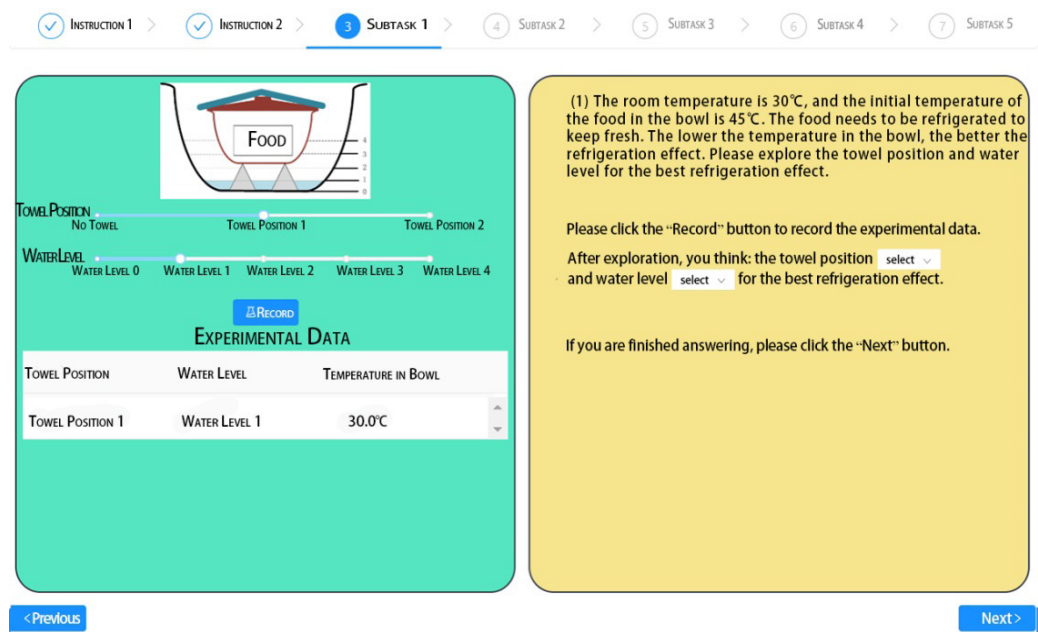 ✓ Instruction 1 > ✓ Instruction 2 > 3 Subtask 1 > 4 Subtask 2 > 5 Subtask 3 > 6 Subtask 4 > 7 Subtask 5
Food
4
3
2
1
0
Towel Position
No Towel Towel Position 1 Towel Position 2
Water Level
Water Level 0 Water Level 1 Water Level 2 Water Level 3 Water Level 4
Record
Experimental Data
Towel Position Water Level Temperature in Bowl
Towel Position 1 Water Level 1 30.0℃
(1) The room temperature is 30℃, and the initial temperature of
the food in the bowl is 45℃. The food needs to be refrigerated to
keep fresh. The lower the temperature in the bowl, the better the
refrigeration effect. Please explore the towel position and water
level for the best refrigeration effect.
Please click the “Record” button to record the experimental data.
After exploration, you think: the towel position select
and water level select for the best refrigeration effect.
If you are finished answering, please click the “Next” button.
<Previous
Next>